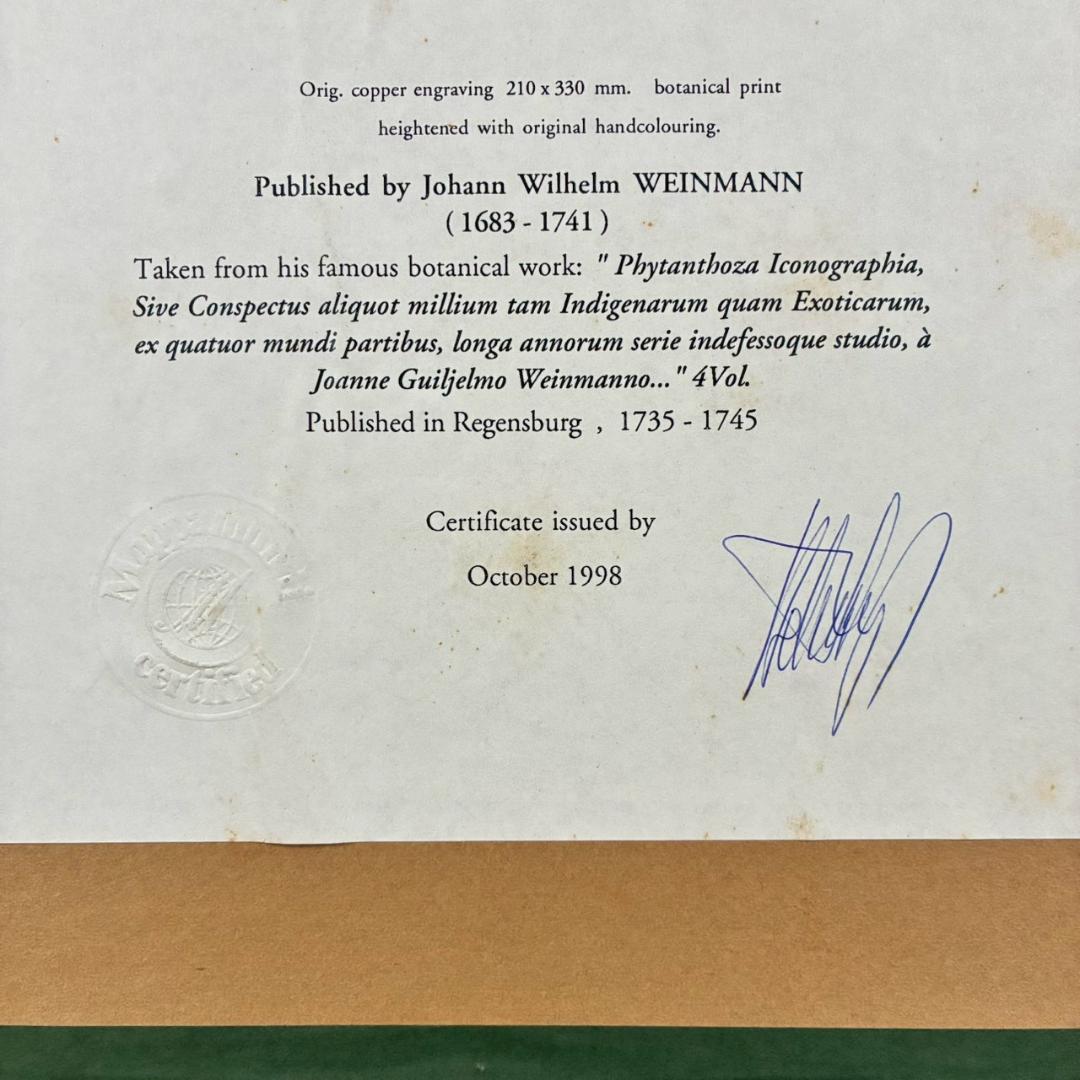 Orig. copper engraving 210 x 330 mm. botanical print
heightened with original handcolouring.
Published by Johann Wilhelm WEINMANN
( 1683 - 1741 )
Taken from his famous botanical work: " Phytanthoza Iconographia,
Sive Conspectus aliquot millium tam Indigenarum quam Exoticarum,
ex quatuor mundi partibus, longa annorum serie indefessoque studio, à
Joanne Guiljelmo Weinmanno... " 4Vol.
Published in Regensburg , 1735 - 1745
Certificate issued by
October 1998
certified